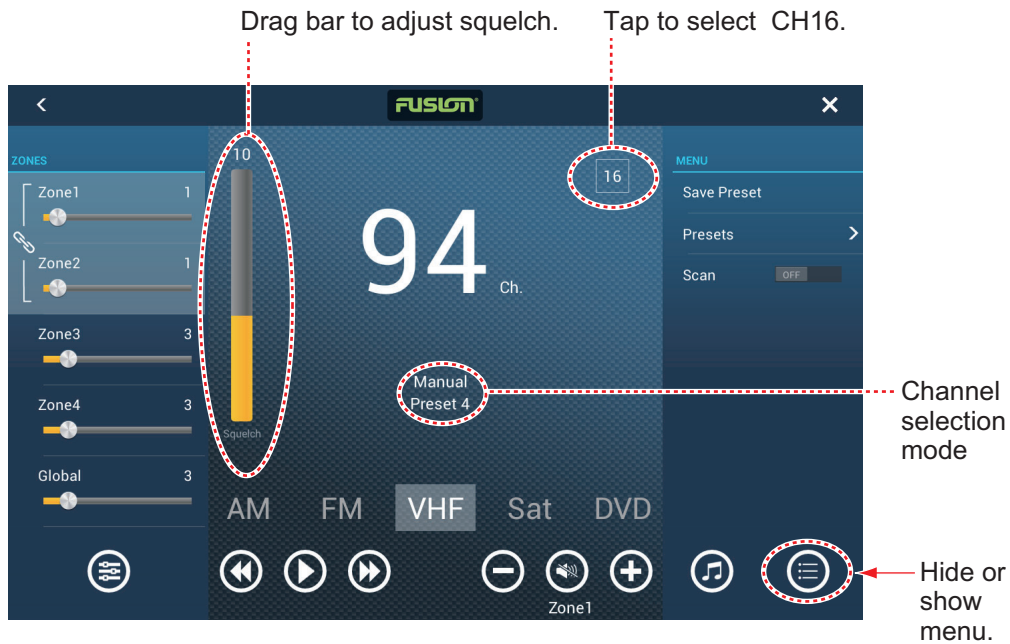 Drag bar to adjust squelch.
Tap to select CH16.
FUSION
ZONES
Zone1 1
Zone2 1
Zone3 3
Zone4 3
Global 3
10
Squelch
16
94 Ch.
Manual
Preset 4
AM FM VHF Sat DVD
Zone1
MENU
Save Preset
Presets
Scan OFF
Channel
selection
mode
Hide or
show
menu.